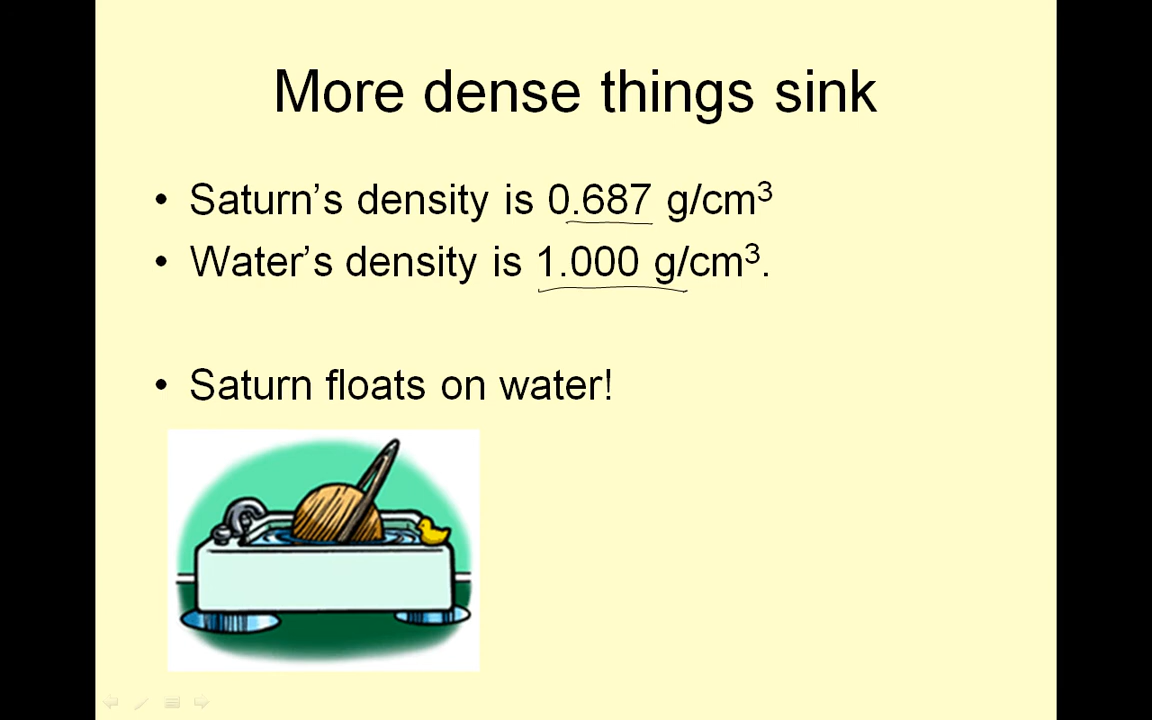 More dense things sink
• Saturn's density is 0.687 g/cm³
• Water's density is 1.000 g/cm³.
• Saturn floats on water!